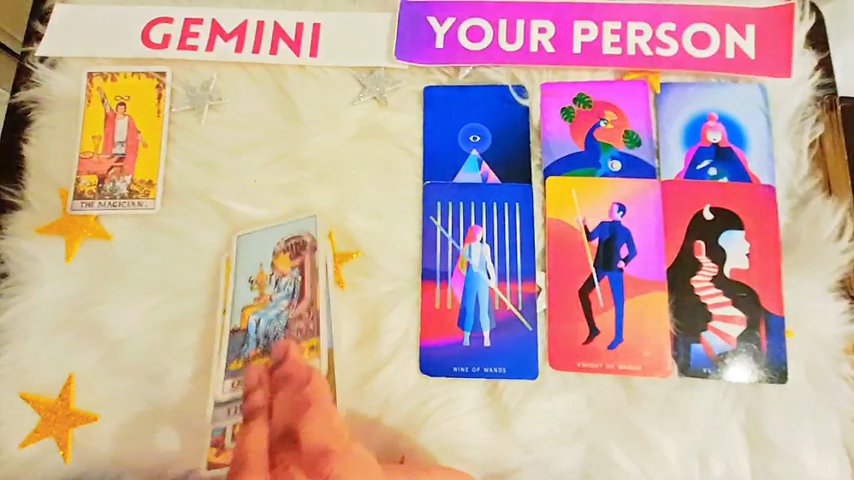 GEMINI
YOUR PERSON
THE MAGICIAN.
NINE OF WANDS
KNIGHT OF WANDS